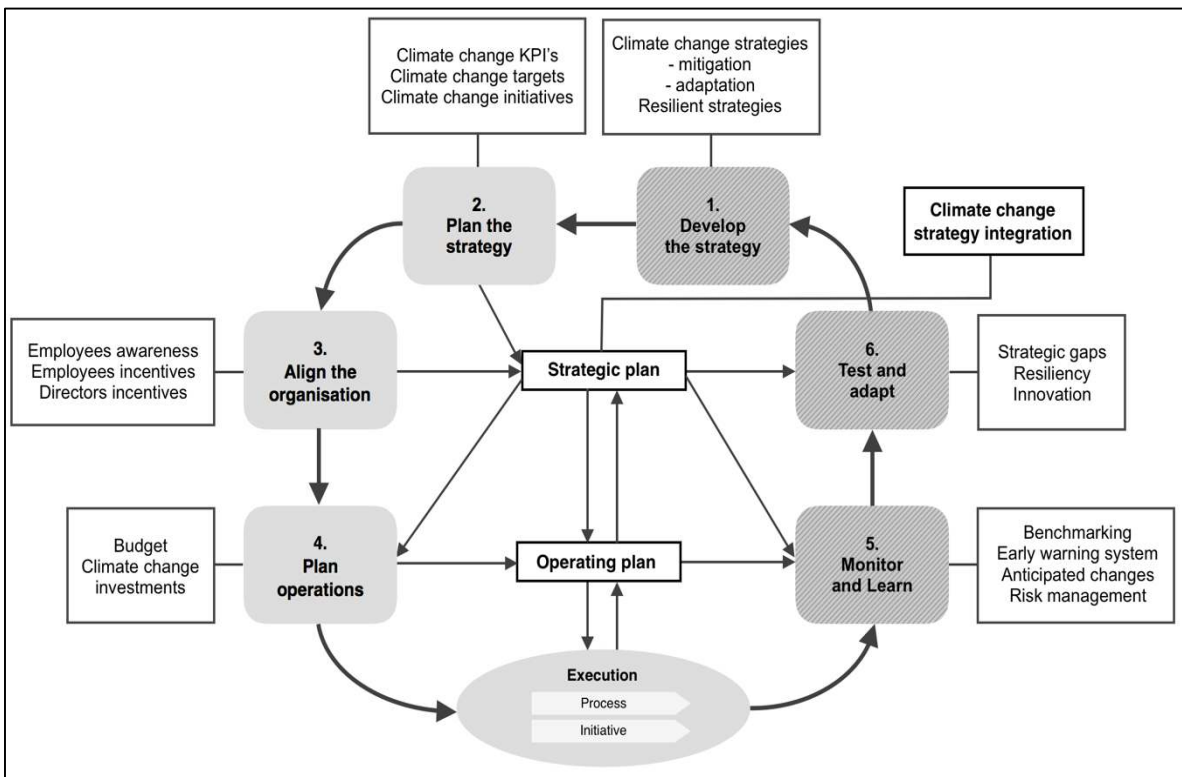 Climate change KPI's
Climate change targets
Climate change initiatives
Climate change strategies
- mitigation
- adaptation
Resilient strategies
2.
Plan the
strategy
1.
Develop
the strategy
Climate change
strategy integration
Employees awareness
Employees incentives
Directors incentives
3.
Align the
organisation
Strategic plan
6.
Test and
adapt
Strategic gaps
Resiliency
Innovation
Budget
Climate change
investments
4.
Plan
operations
Operating plan
5.
Monitor
and Learn
Benchmarking
Early warning system
Anticipated changes
Risk management
Execution
Process
Initiative